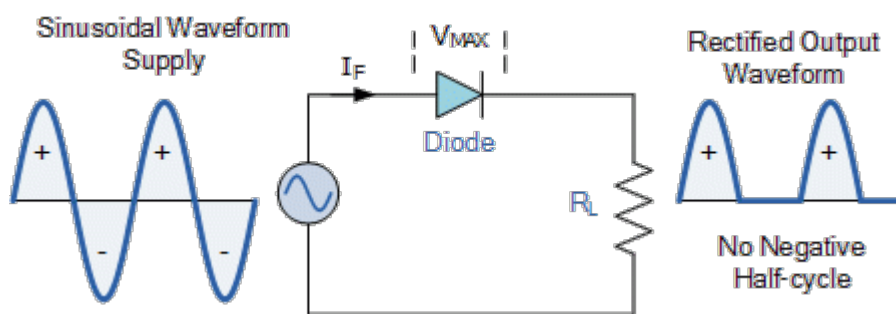 Sinusoidal Waveform
Supply
+
+
-
-
IF
VMAX
Diode
RL
Rectified Output
Waveform
+
+
No Negative
Half-cycle